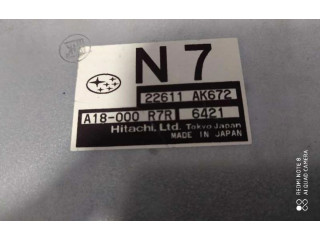 N7
22611 AK672
A18-000 R7R 6421
Hitachi, Ltd. Tokyo Japan
MADE IN JAPAN
REDMI NOTE 8
AI QUAD CAMERA